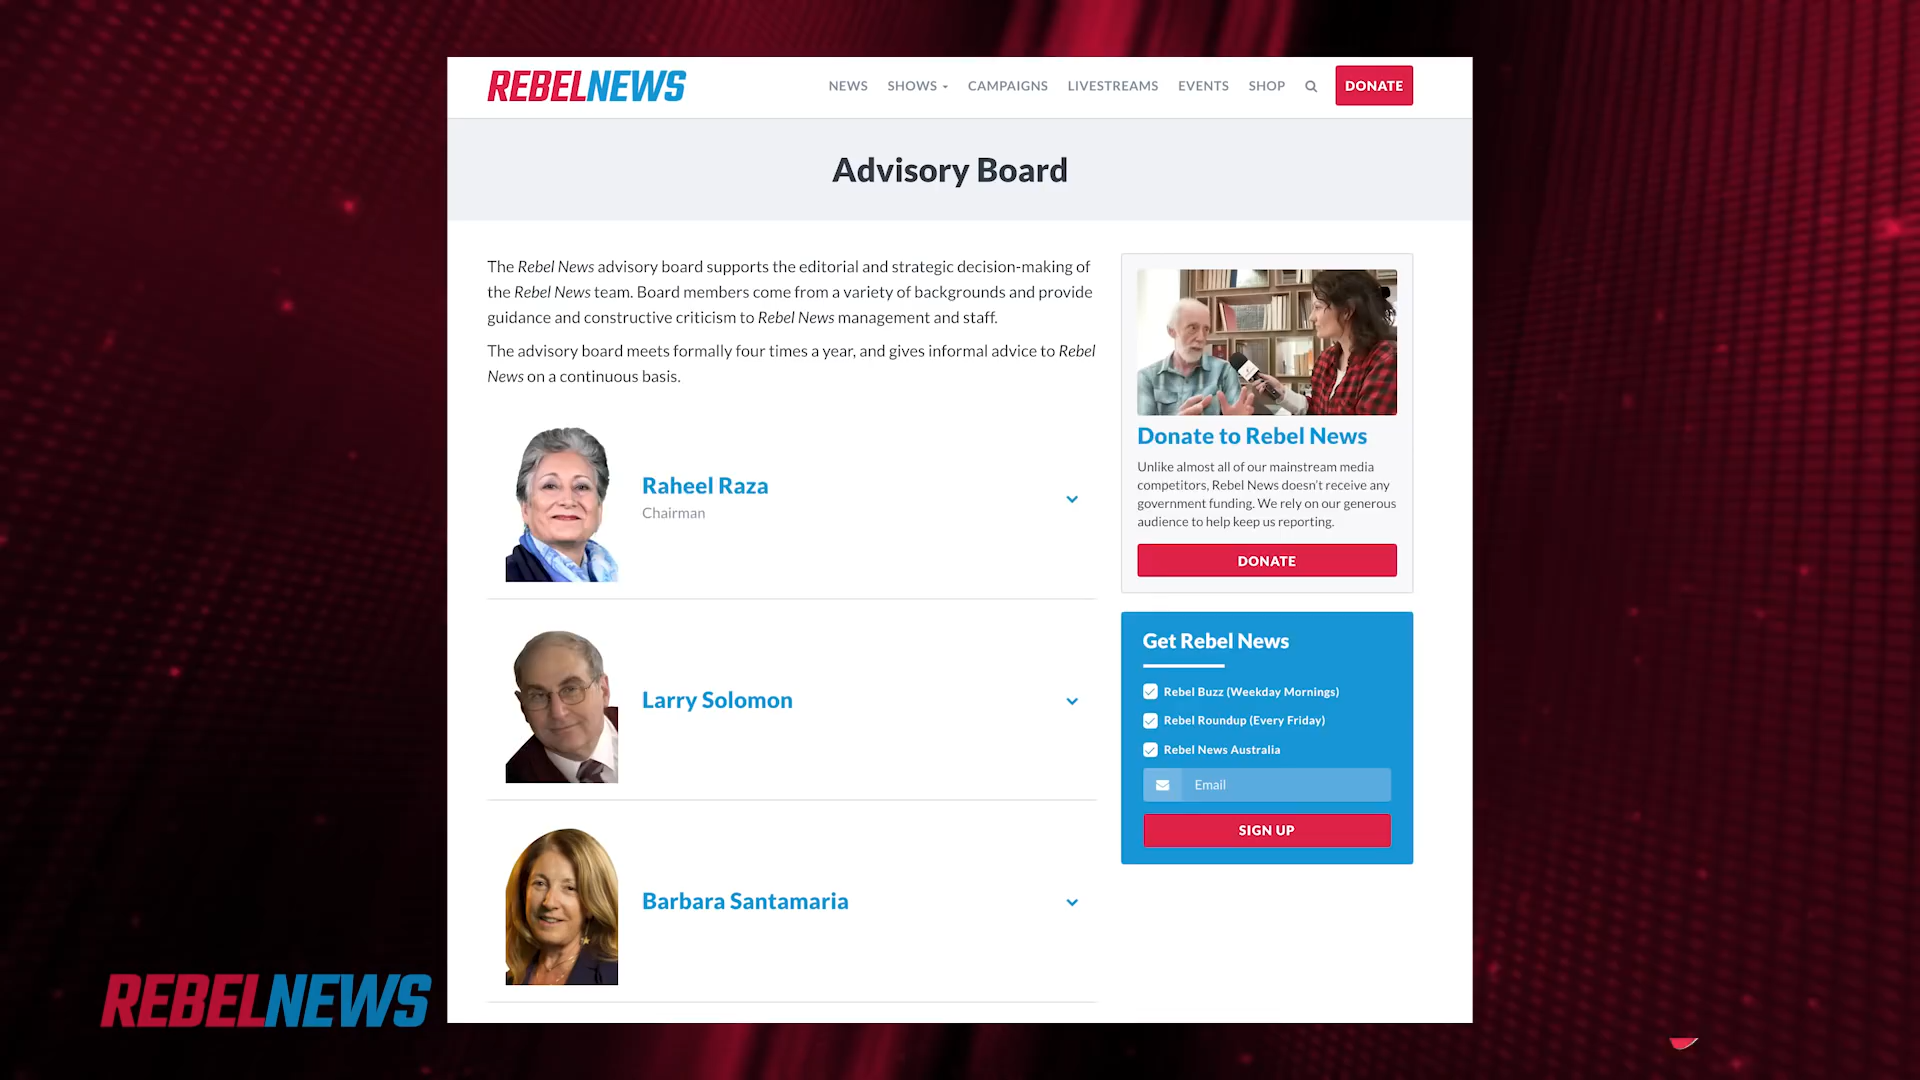 REBELNEWS
NEWS SHOWS CAMPAIGNS LIVESTREAMS EVENTS SHOP DONATE
Advisory Board
The Rebel News advisory board supports the editorial and strategic decision-making of
the Rebel News team. Board members come from a variety of backgrounds and provide
guidance and constructive criticism to Rebel News management and staff.
The advisory board meets formally four times a year, and gives informal advice to Rebel
News on a continuous basis.
Raheel Raza
Chairman
Larry Solomon
Barbara Santamaria
Donate to Rebel News
Unlike almost all of our mainstream media
competitors, Rebel News doesn't receive any
government funding. We rely on our generous
audience to help keep us reporting.
DONATE
Get Rebel News
Rebel Buzz (Weekday Mornings)
Rebel Roundup (Every Friday)
Rebel News Australia
Email
SIGN UP
REBELNEWS